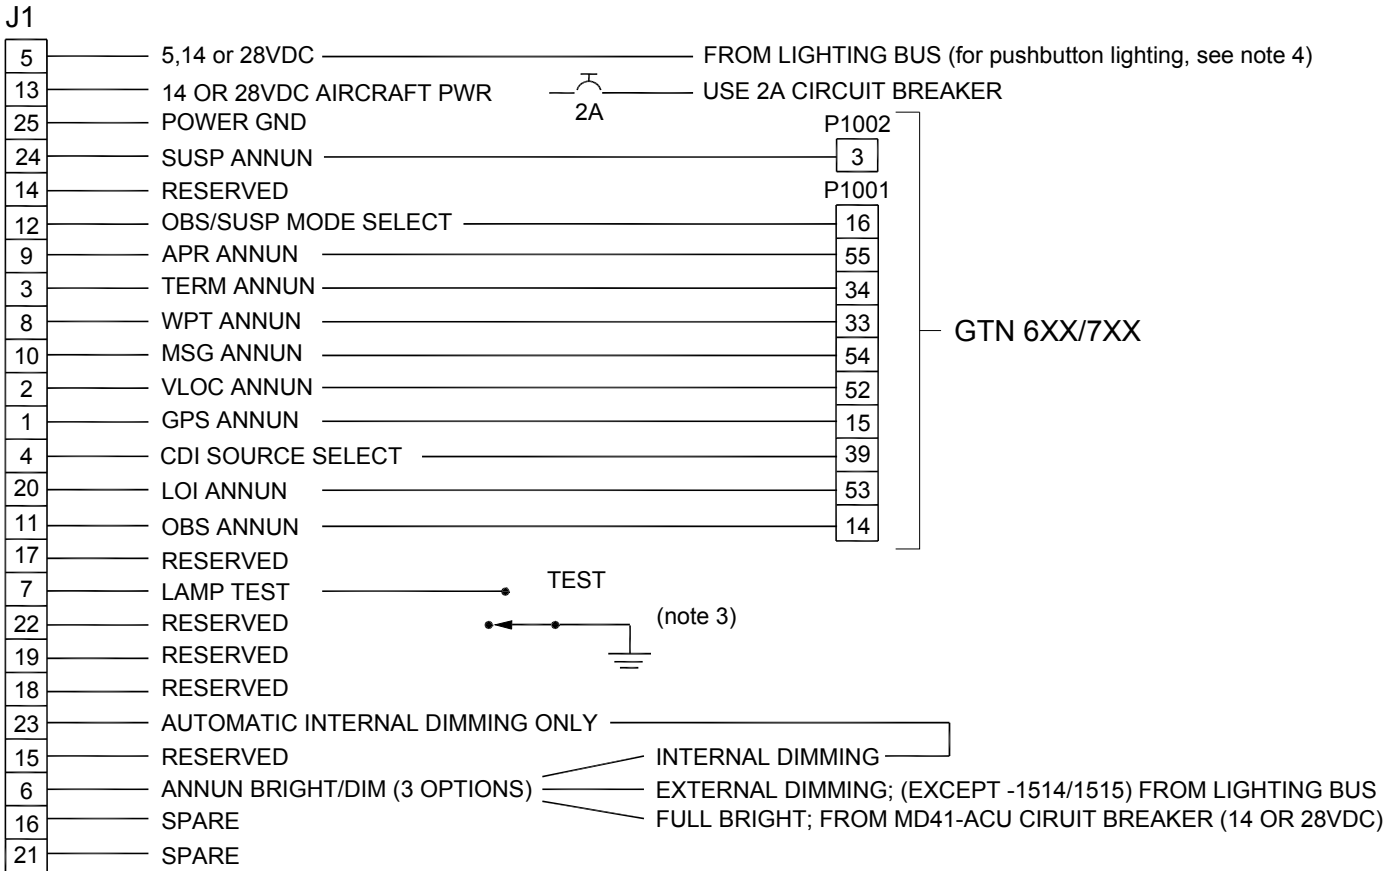 J1
5 5,14 or 28VDC FROM LIGHTING BUS (for pushbutton lighting, see note 4)
13 14 OR 28VDC AIRCRAFT PWR 2A USE 2A CIRCUIT BREAKER
25 POWER GND P1002
24 SUSP ANNUN 3
14 RESERVED P1001
12 OBS/SUSP MODE SELECT 16
9 APR ANNUN 55
3 TERM ANNUN 34
8 WPT ANNUN 33
GTN 6XX/7XX
10 MSG ANNUN 54
2 VLOC ANNUN 52
1 GPS ANNUN 15
4 CDI SOURCE SELECT 39
20 LOI ANNUN 53
11 OBS ANNUN 14
17 RESERVED
7 LAMP TEST TEST
22 RESERVED (note 3)
19 RESERVED
18 RESERVED
23 AUTOMATIC INTERNAL DIMMING ONLY
15 RESERVED INTERNAL DIMMING
6 ANNUN BRIGHT/DIM (3 OPTIONS) EXTERNAL DIMMING; (EXCEPT -1514/1515) FROM LIGHTING BUS
16 SPARE FULL BRIGHT; FROM MD41-ACU CIRUIT BREAKER (14 OR 28VDC)
21 SPARE